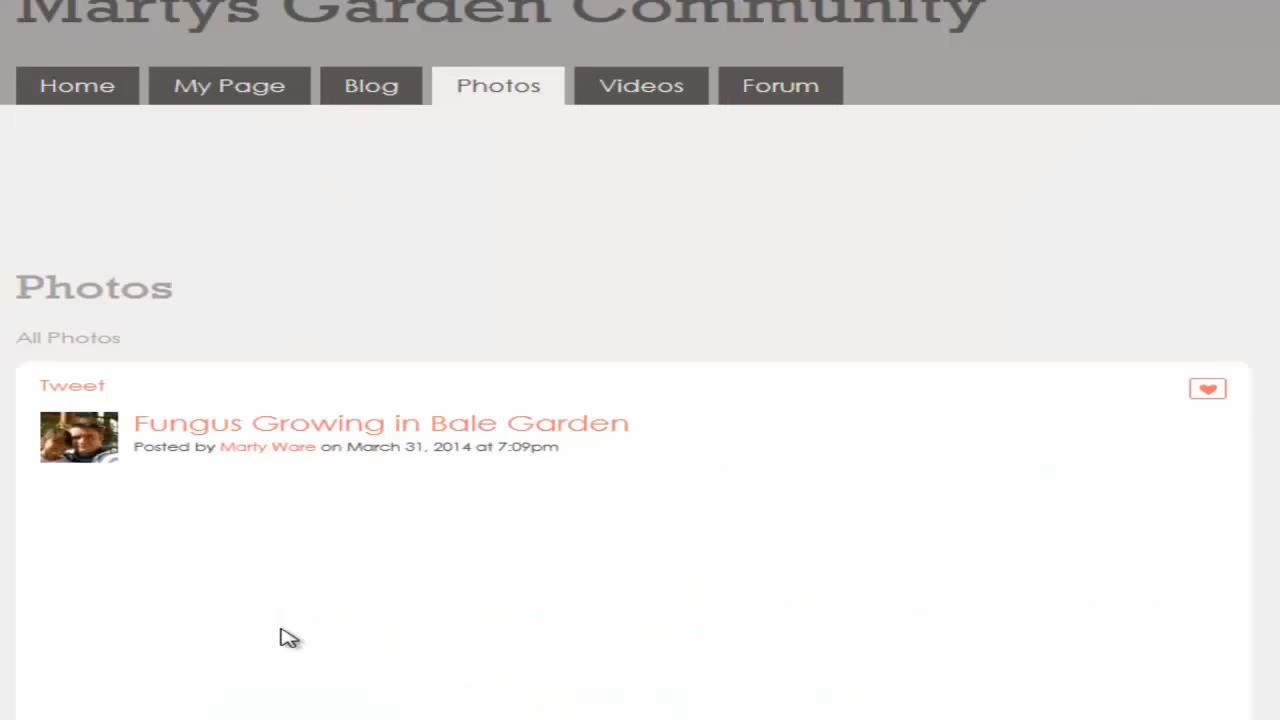 Martys Garden Community
Home My Page Blog Photos Videos Forum
Photos
All Photos
Tweet
Fungus Growing in Bale Garden
Posted by Marty Ware on March 31, 2014 at 7:09pm